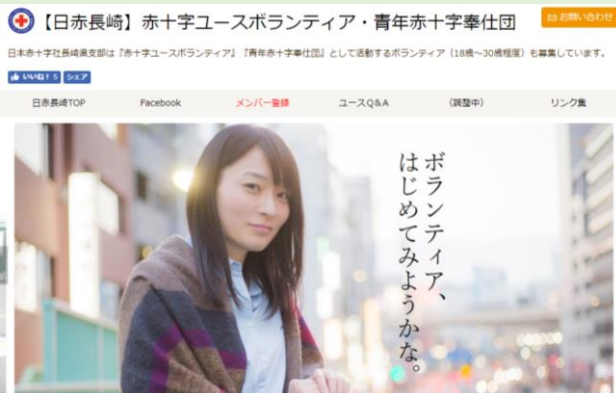 【日赤長崎】赤十字ユースボランティア・青年赤十字奉仕団
お問い合わせ
日本赤十字社長崎県支部は『赤十字ユースボランティア』『青年赤十字奉仕団』として活動するボランティア（18歳～30歳程度）も募集しています。
いいね！ 5 シェア
日赤長崎TOP Facebook メンバー登録 ユースQ&A （調整中） リンク集
ボランティア、
はじめてみようかな。